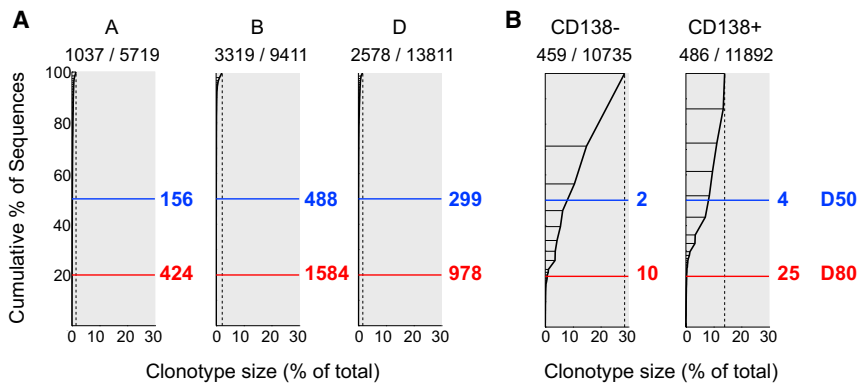 A
B
A B D
1037 / 5719 3319 / 9411 2578 / 13811
CD138- CD138+
459 / 10735 486 / 11892
Cumulative % of Sequences
100
80
60
40
20
156 488 299
424 1584 978
2 4 D50
10 25 D80
0 10 20 30 0 10 20 30 0 10 20 30
0 10 20 30 0 10 20 30
Clonotype size (% of total)
Clonotype size (% of total)